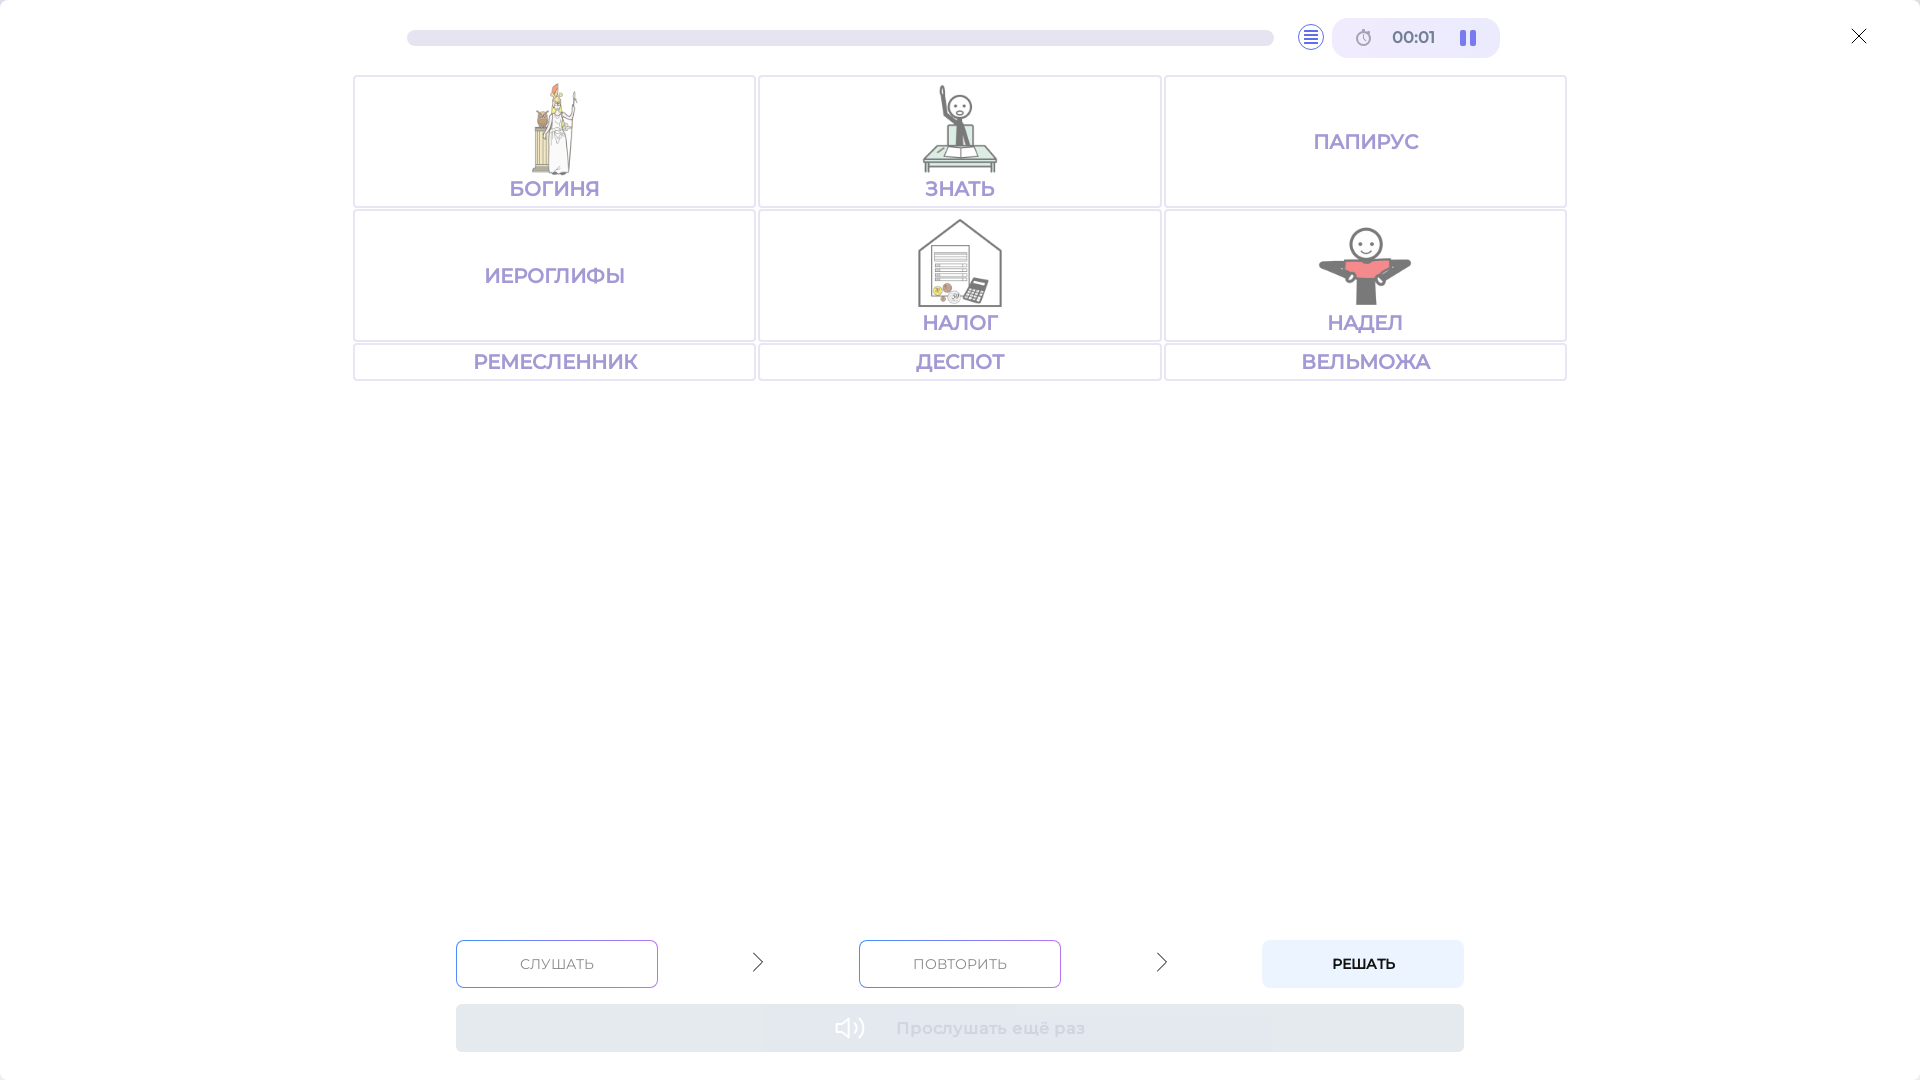 00:01
БОГИНЯ
ЗНАТЬ
ПАПИРУС
ИЕРОГЛИФЫ
НАЛОГ
НАДЕЛ
РЕМЕСЛЕННИК
ДЕСПОТ
ВЕЛЬМОЖА
СЛУШАТЬ
ПОВТОРИТЬ
РЕШАТЬ
Прослушать ещё раз